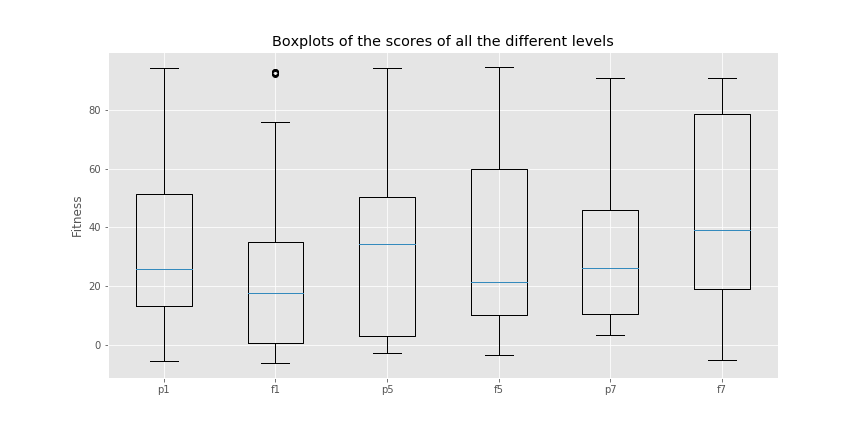 Boxplots of the scores of all the different levels
Fitness
80
60
40
20
0
p1 f1 p5 f5 p7 f7